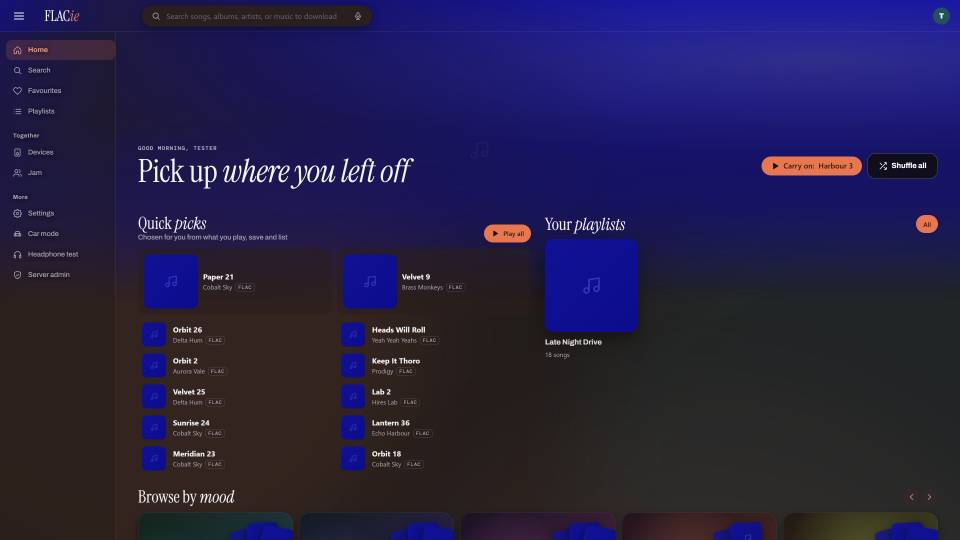 FLACie
Search songs, albums, artists, or music to download
T
Home
Search
Favourites
Playlists
Together
Devices
Jam
More
Settings
Car mode
Headphone test
Server admin
GOOD MORNING, TESTER
Pick up where you left off
Carry on: Harbour 3
Shuffle all
Quick picks
Chosen for you from what you play, save and list
Play all
Paper 21
Cobalt Sky FLAC
Velvet 9
Brass Monkeys FLAC
Orbit 26
Delta Hum FLAC
Heads Will Roll
Yeah Yeah Yeahs FLAC
Orbit 2
Aurora Vale FLAC
Keep It Thoro
Prodigy FLAC
Velvet 25
Delta Hum FLAC
Lab 2
Hires Lab FLAC
Sunrise 24
Cobalt Sky FLAC
Lantern 36
Echo Harbour FLAC
Meridian 23
Cobalt Sky FLAC
Orbit 18
Cobalt Sky FLAC
Your playlists
All
Late Night Drive
18 songs
Browse by mood